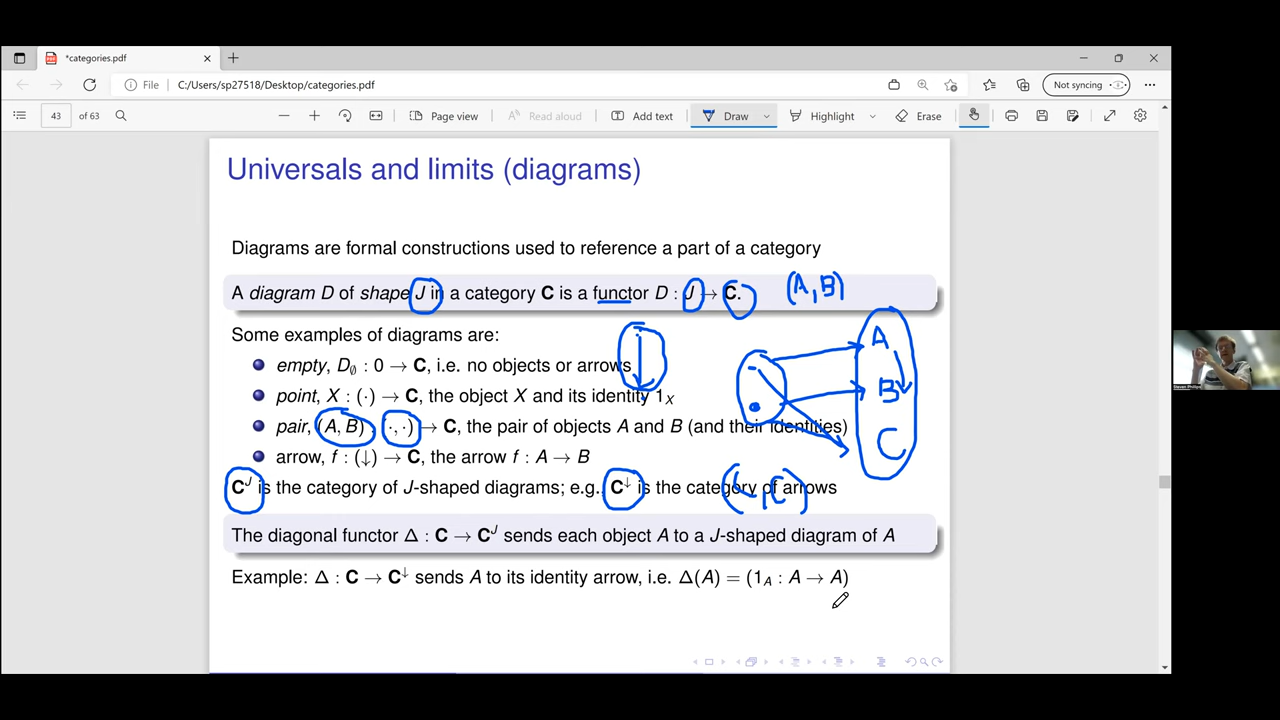 *categories.pdf
File C:/Users/sp27518/Desktop/categories.pdf Not syncing
43 of 63 Page view Read aloud Add text Draw Highlight Erase
Universals and limits (diagrams)
Diagrams are formal constructions used to reference a part of a category
A diagram D of shape J in a category C is a functor D : J → C. (A, B)
Some examples of diagrams are:
empty, D∅ : 0 → C, i.e. no objects or arrows
point, X : (·) → C, the object X and its identity 1X
pair, (A, B) : (·, ·) → C, the pair of objects A and B (and their identities)
arrow, f : (↓) → C, the arrow f : A → B
A
B
C
C^J is the category of J-shaped diagrams; e.g., C^↓ is the category of arrows
(C, C)
The diagonal functor Δ : C → C^J sends each object A to a J-shaped diagram of A
Example: Δ : C → C^↓ sends A to its identity arrow, i.e. Δ(A) = (1A : A → A)
Steven Phillips